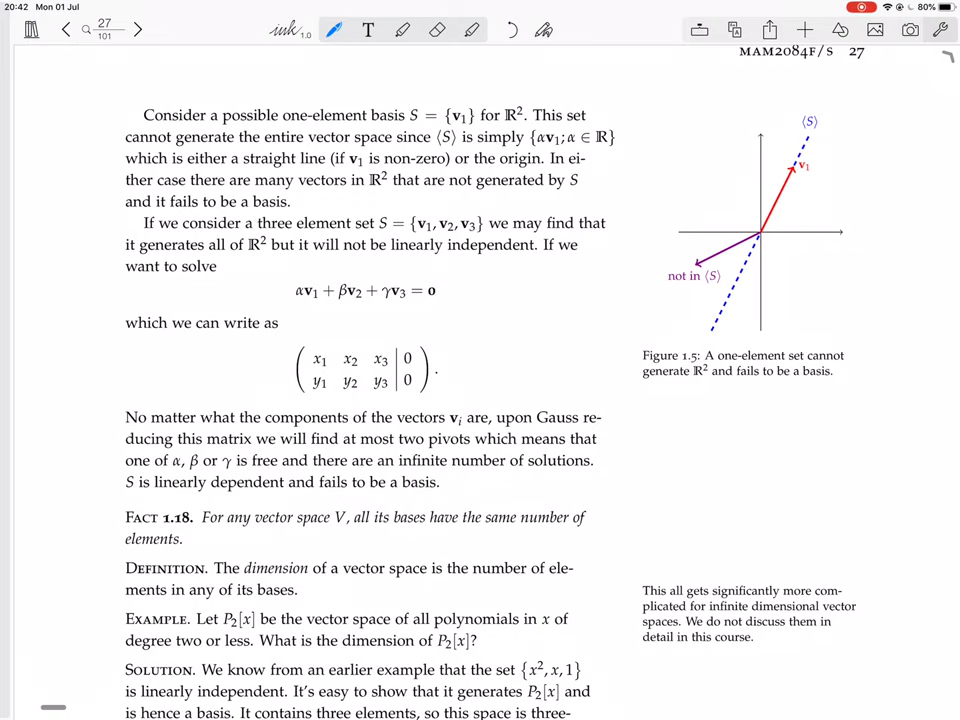 20:42 Mon 01 Jul
80%
27
101
ink 1.0
T
MAM2084F/S 27
Consider a possible one-element basis S = {v₁} for ℝ². This set
cannot generate the entire vector space since ⟨S⟩ is simply {αv₁; α ∈ ℝ}
which is either a straight line (if v₁ is non-zero) or the origin. In ei-
ther case there are many vectors in ℝ² that are not generated by S
and it fails to be a basis.
If we consider a three element set S = {v₁, v₂, v₃} we may find that
it generates all of ℝ² but it will not be linearly independent. If we
want to solve
αv₁ + βv₂ + γv₃ = 0
which we can write as
( x₁ x₂ x₃ | 0
y₁ y₂ y₃ | 0 ) .
No matter what the components of the vectors vᵢ are, upon Gauss re-
ducing this matrix we will find at most two pivots which means that
one of α, β or γ is free and there are an infinite number of solutions.
S is linearly dependent and fails to be a basis.
FACT 1.18. For any vector space V, all its bases have the same number of
elements.
DEFINITION. The dimension of a vector space is the number of ele-
ments in any of its bases.
EXAMPLE. Let P₂[x] be the vector space of all polynomials in x of
degree two or less. What is the dimension of P₂[x]?
SOLUTION. We know from an earlier example that the set {x², x, 1}
is linearly independent. It's easy to show that it generates P₂[x] and
is hence a basis. It contains three elements, so this space is three-
⟨S⟩
v₁
not in ⟨S⟩
Figure 1.5: A one-element set cannot
generate ℝ² and fails to be a basis.
This all gets significantly more com-
plicated for infinite dimensional vector
spaces. We do not discuss them in
detail in this course.